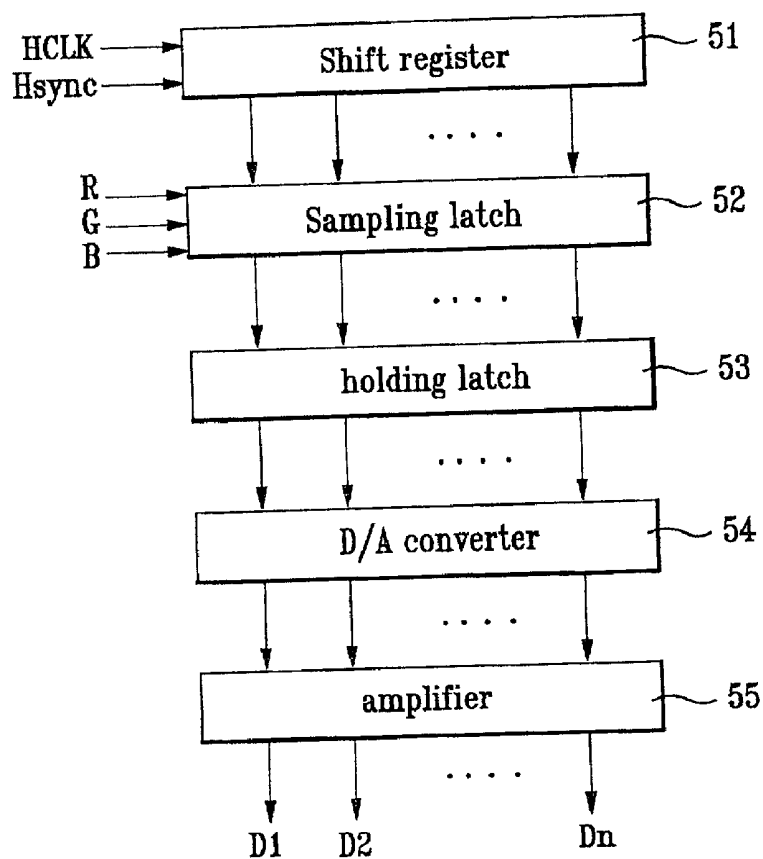 HCLK
Hsync
Shift register
51
R
G
B
Sampling latch
52
holding latch
53
D/A converter
54
amplifier
55
D1 D2 Dn